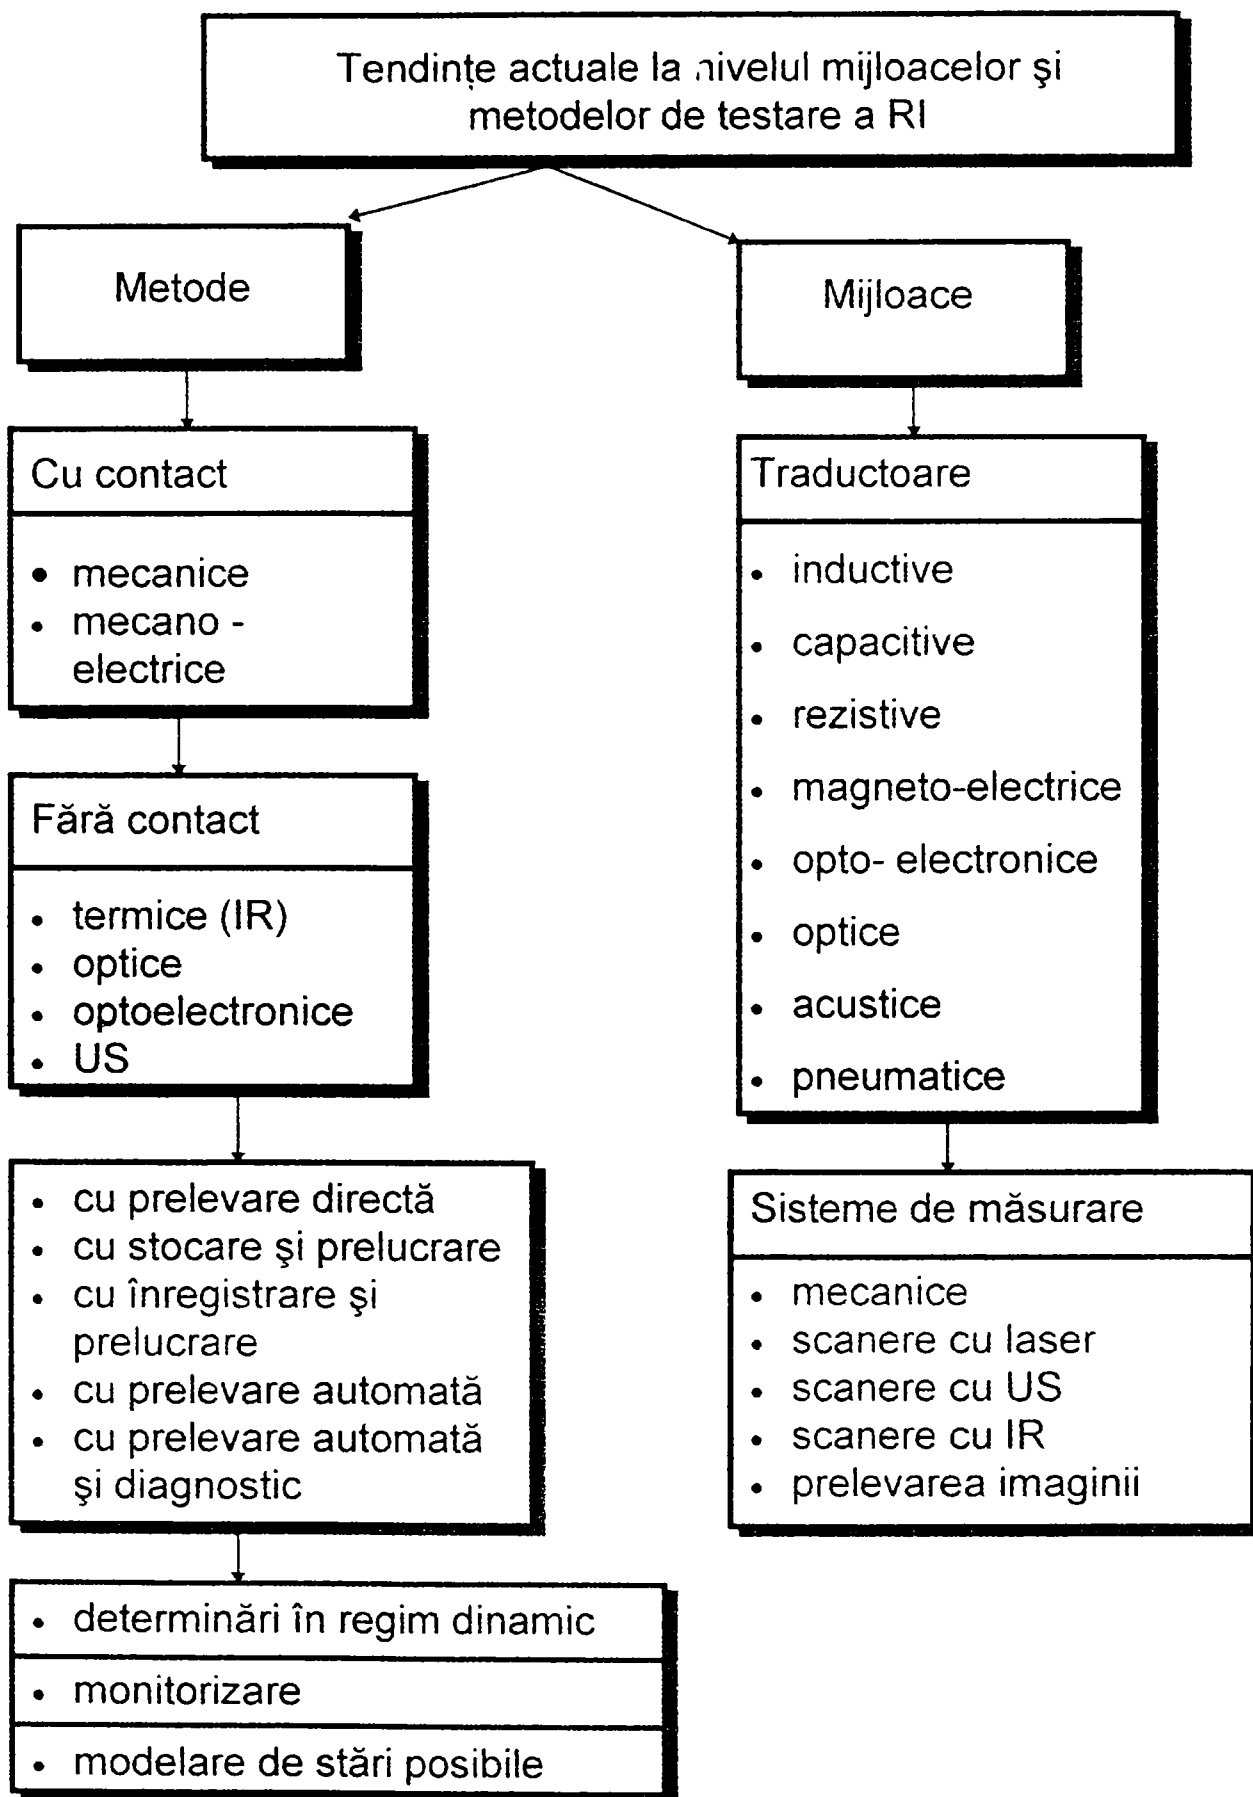 Tendințe actuale la nivelul mijloacelor şi
metodelor de testare a RI
Metode
Cu contact
• mecanice
• mecano -
electrice
Fără contact
• termice (IR)
• optice
• optoelectronice
• US
• cu prelevare directă
• cu stocare şi prelucrare
• cu înregistrare şi
prelucrare
• cu prelevare automată
• cu prelevare automată
şi diagnostic
• determinări în regim dinamic
• monitorizare
• modelare de stări posibile
Mijloace
Traductoare
• inductive
• capacitive
• rezistive
• magneto-electrice
• opto- electronice
• optice
• acustice
• pneumatice
Sisteme de măsurare
• mecanice
• scanere cu laser
• scanere cu US
• scanere cu IR
• prelevarea imaginii